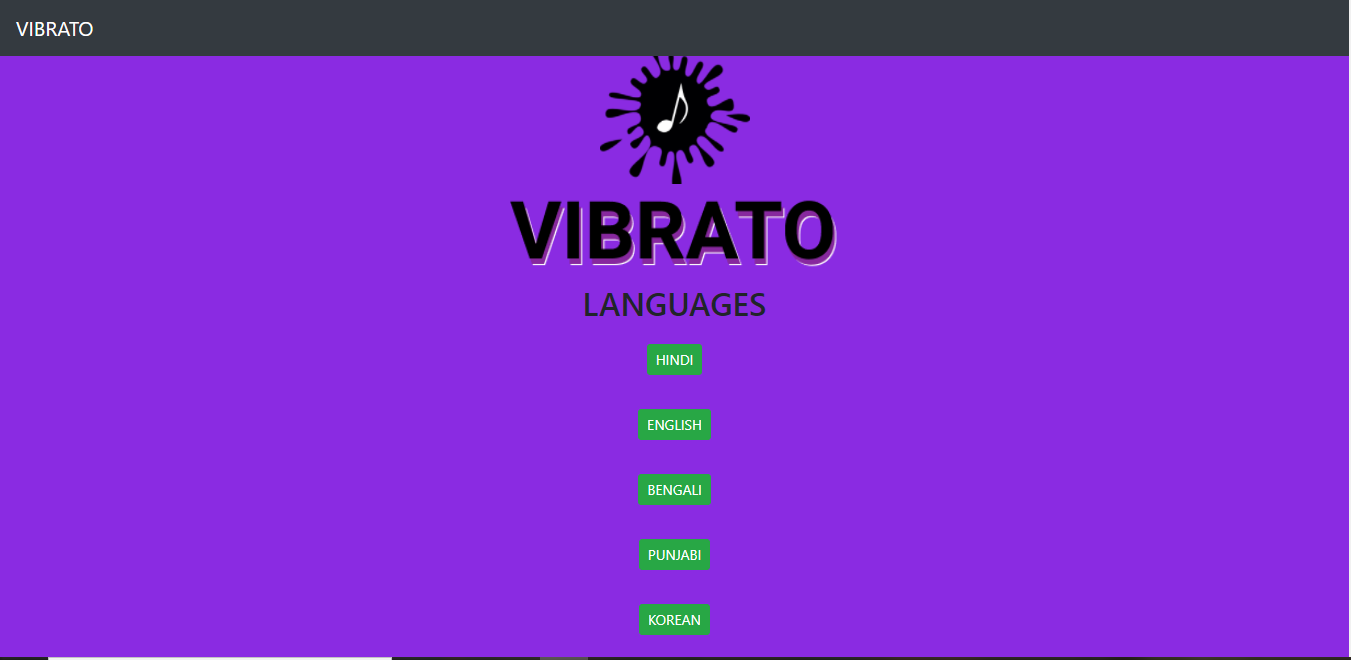 VIBRATO
VIBRATO
LANGUAGES
HINDI
ENGLISH
BENGALI
PUNJABI
KOREAN